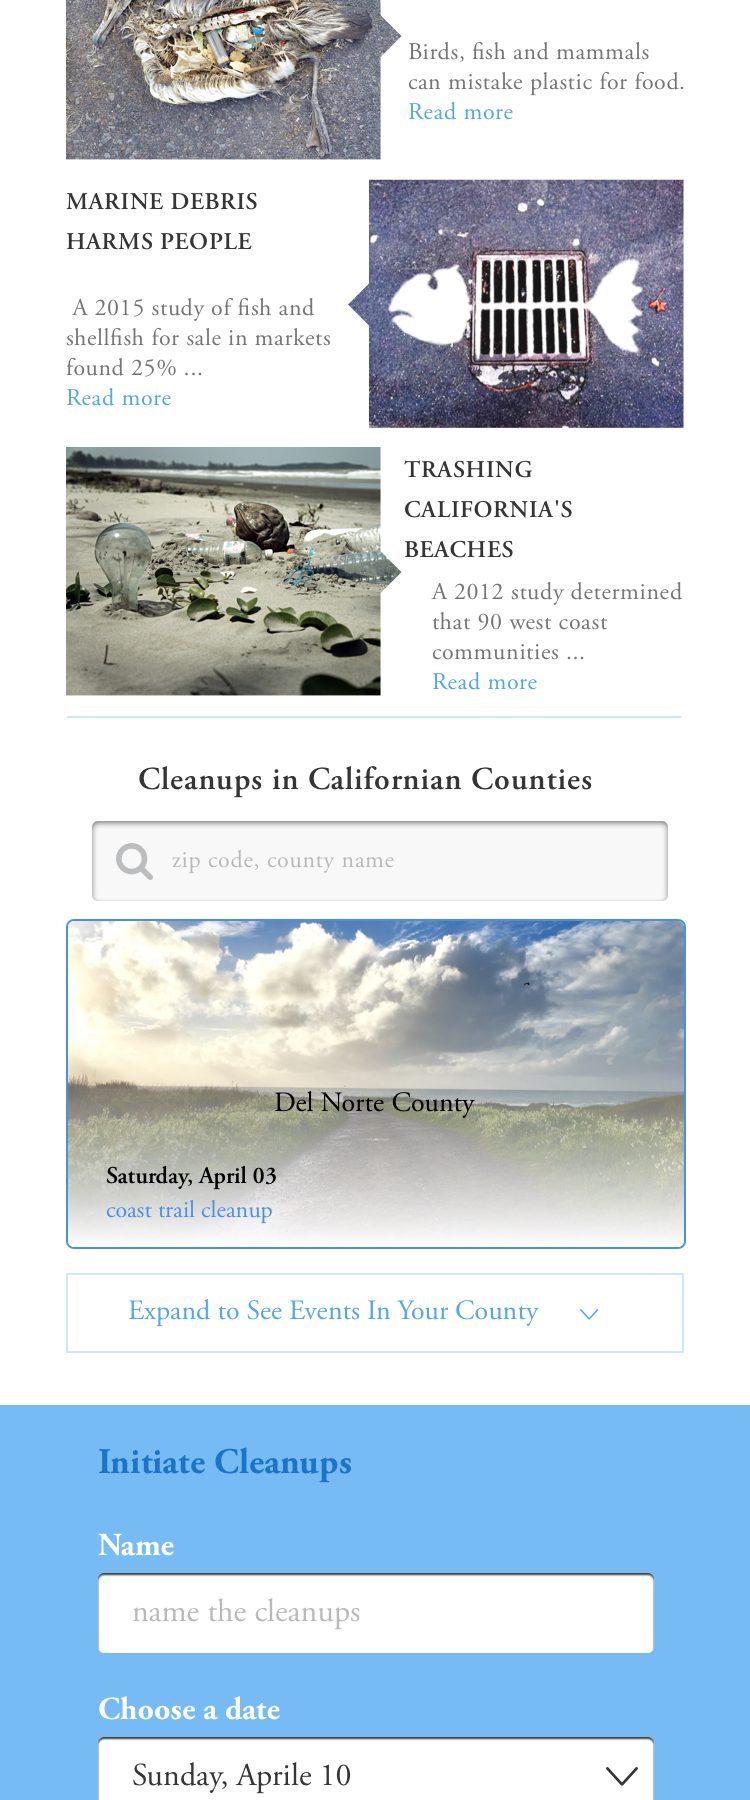 Birds, fish and mammals
can mistake plastic for food.
Read more
MARINE DEBRIS
HARMS PEOPLE
A 2015 study of fish and
shellfish for sale in markets
found 25% ...
Read more
TRASHING
CALIFORNIA'S
BEACHES
A 2012 study determined
that 90 west coast
communities ...
Read more
Cleanups in Californian Counties
zip code, county name
Del Norte County
Saturday, April 03
coast trail cleanup
Expand to See Events In Your County
Initiate Cleanups
Name
name the cleanups
Choose a date
Sunday, Aprile 10